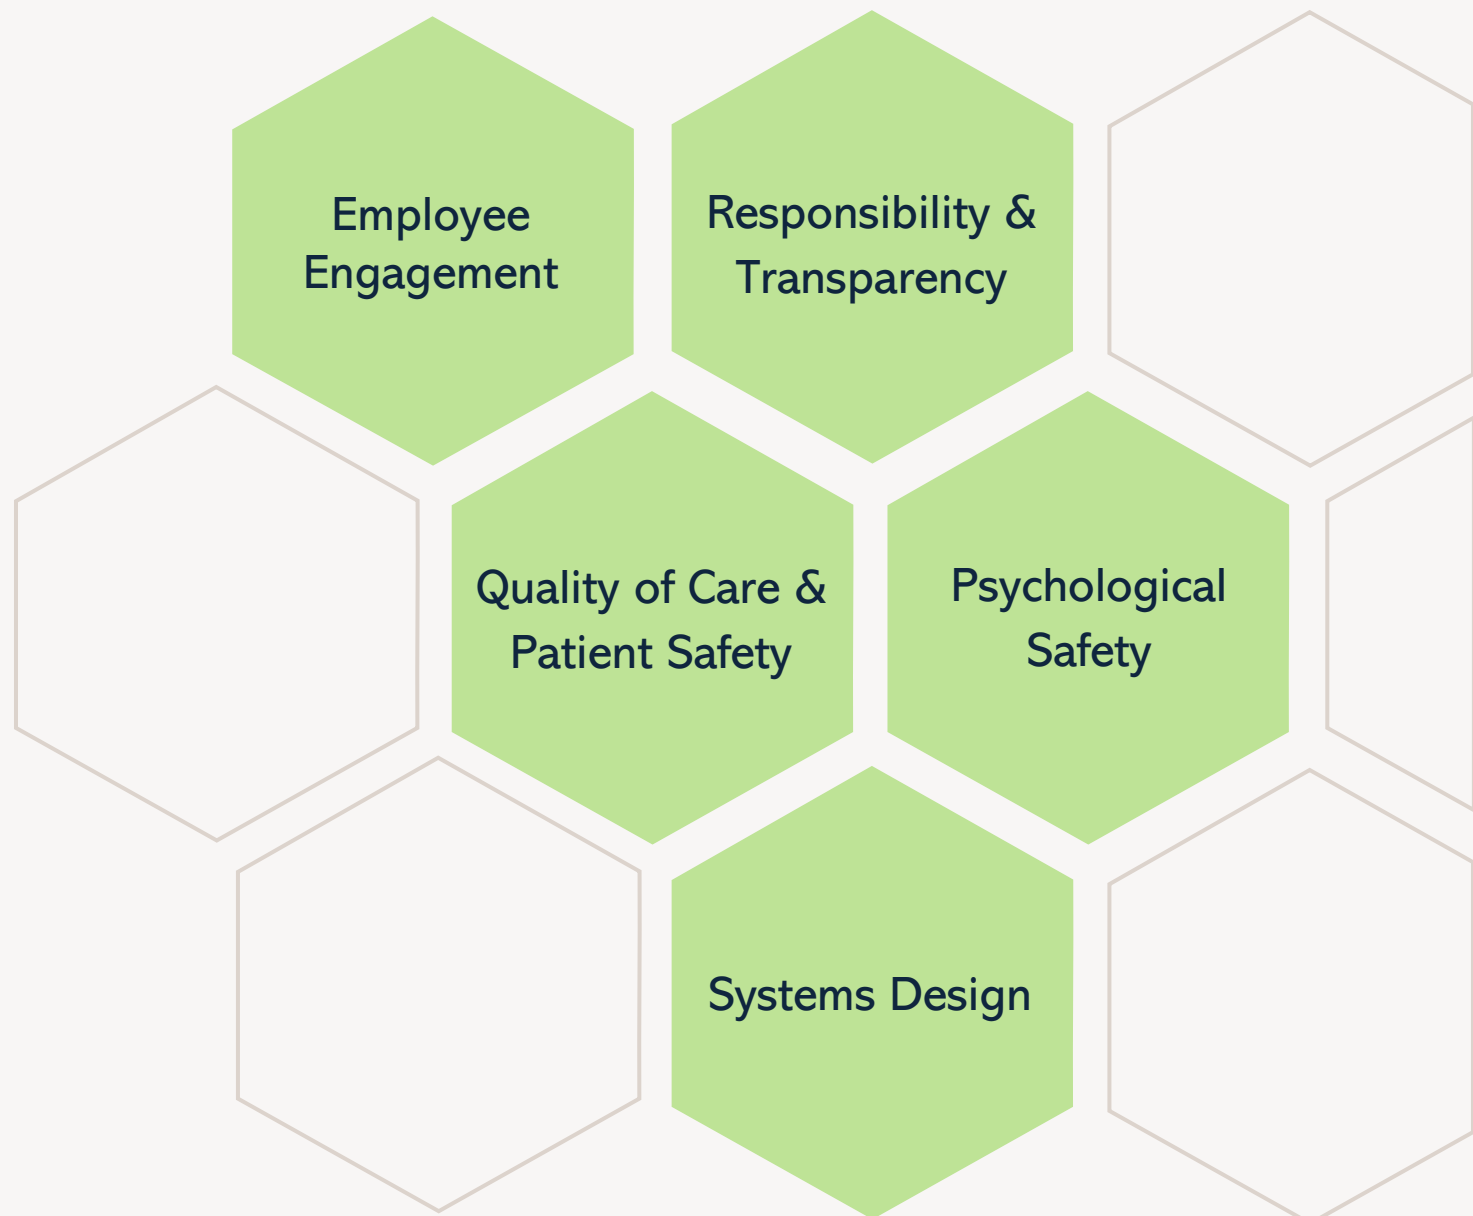 Employee
Engagement
Responsibility &
Transparency
Quality of Care &
Patient Safety
Psychological
Safety
Systems Design